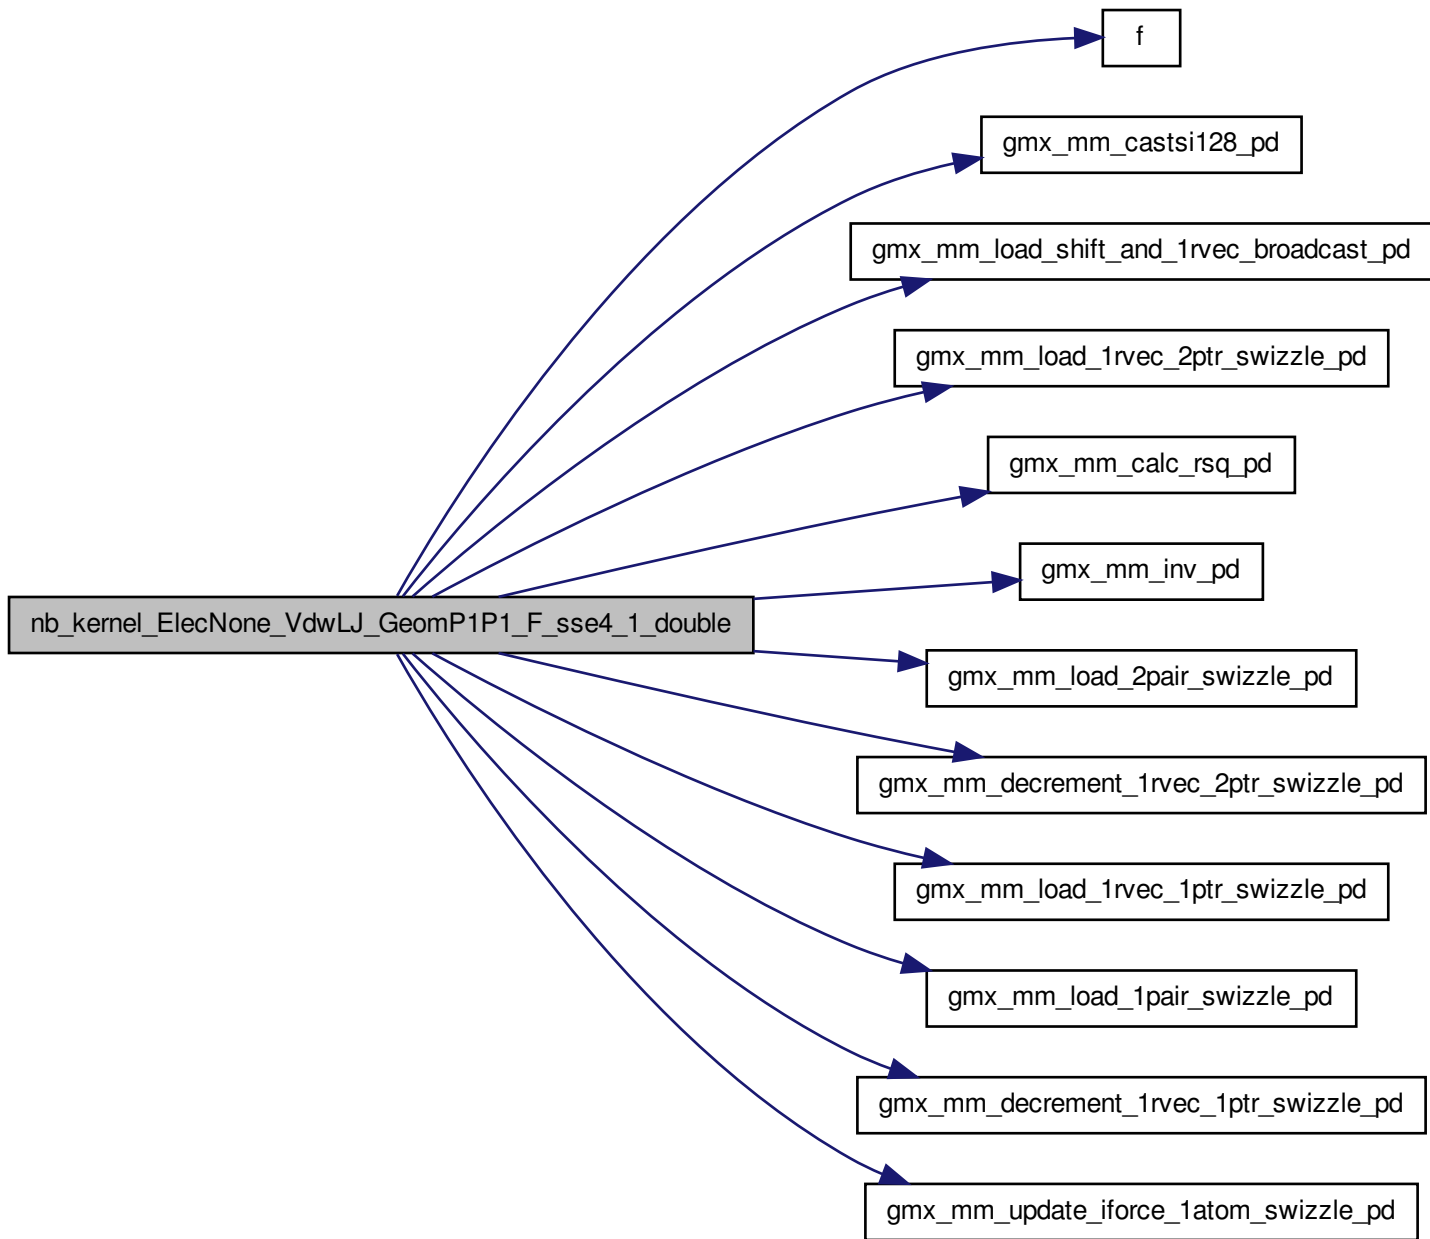 f
gmx_mm_castsi128_pd
gmx_mm_load_shift_and_1rvec_broadcast_pd
gmx_mm_load_1rvec_2ptr_swizzle_pd
gmx_mm_calc_rsq_pd
gmx_mm_inv_pd
nb_kernel_ElecNone_VdwLJ_GeomP1P1_F_sse4_1_double
gmx_mm_load_2pair_swizzle_pd
gmx_mm_decrement_1rvec_2ptr_swizzle_pd
gmx_mm_load_1rvec_1ptr_swizzle_pd
gmx_mm_load_1pair_swizzle_pd
gmx_mm_decrement_1rvec_1ptr_swizzle_pd
gmx_mm_update_iforce_1atom_swizzle_pd